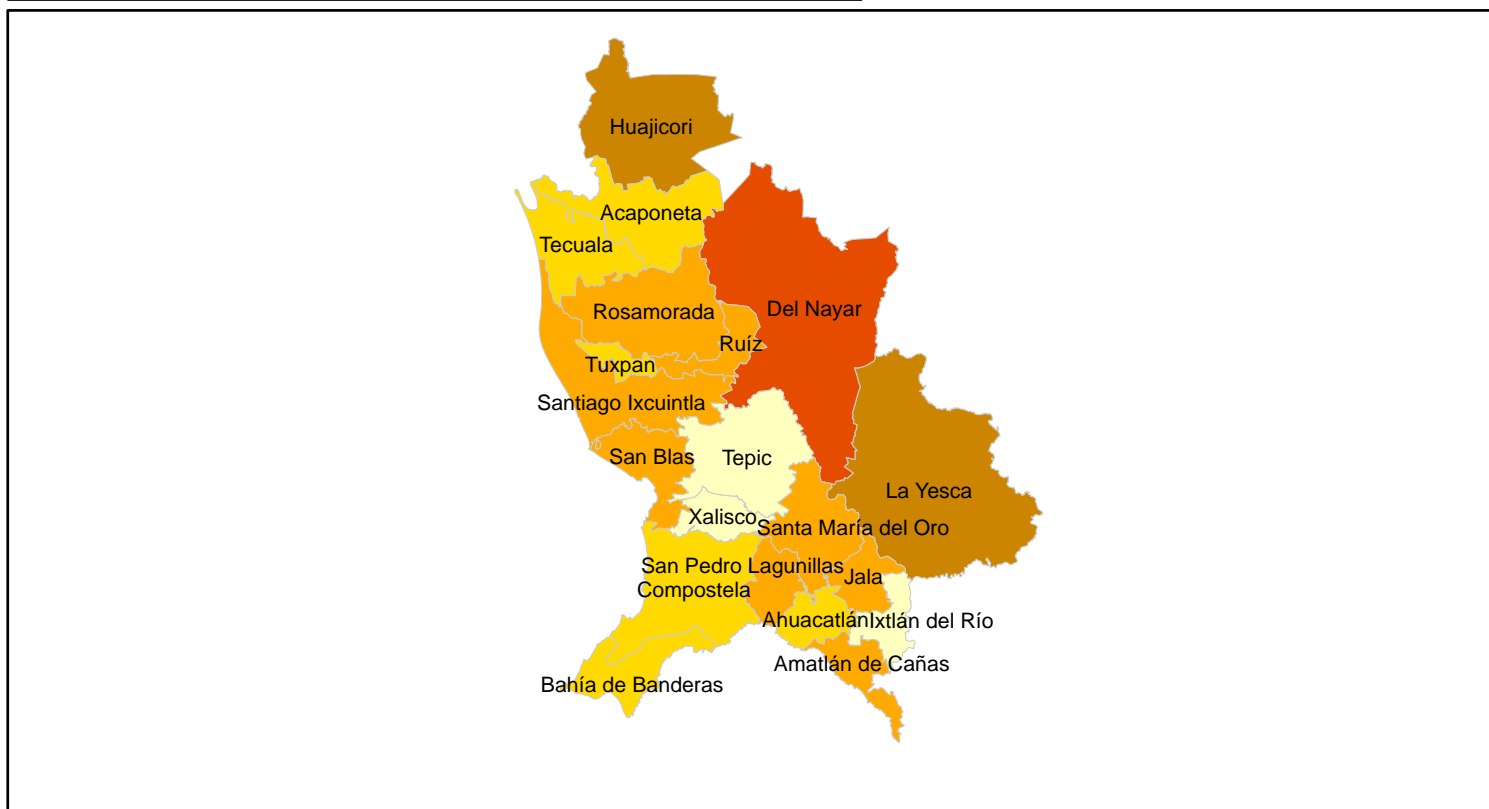 Huajicori
Acaponeta
Tecuala
Del Nayar
Rosamorada
Ruíz
Tuxpan
Santiago Ixcuintla
San Blas
Tepic
La Yesca
Xalisco
Santa María del Oro
San Pedro Lagunillas
Jala
Compostela
Ahuacatlán
Ixtlán del Río
Amatlán de Cañas
Bahía de Banderas